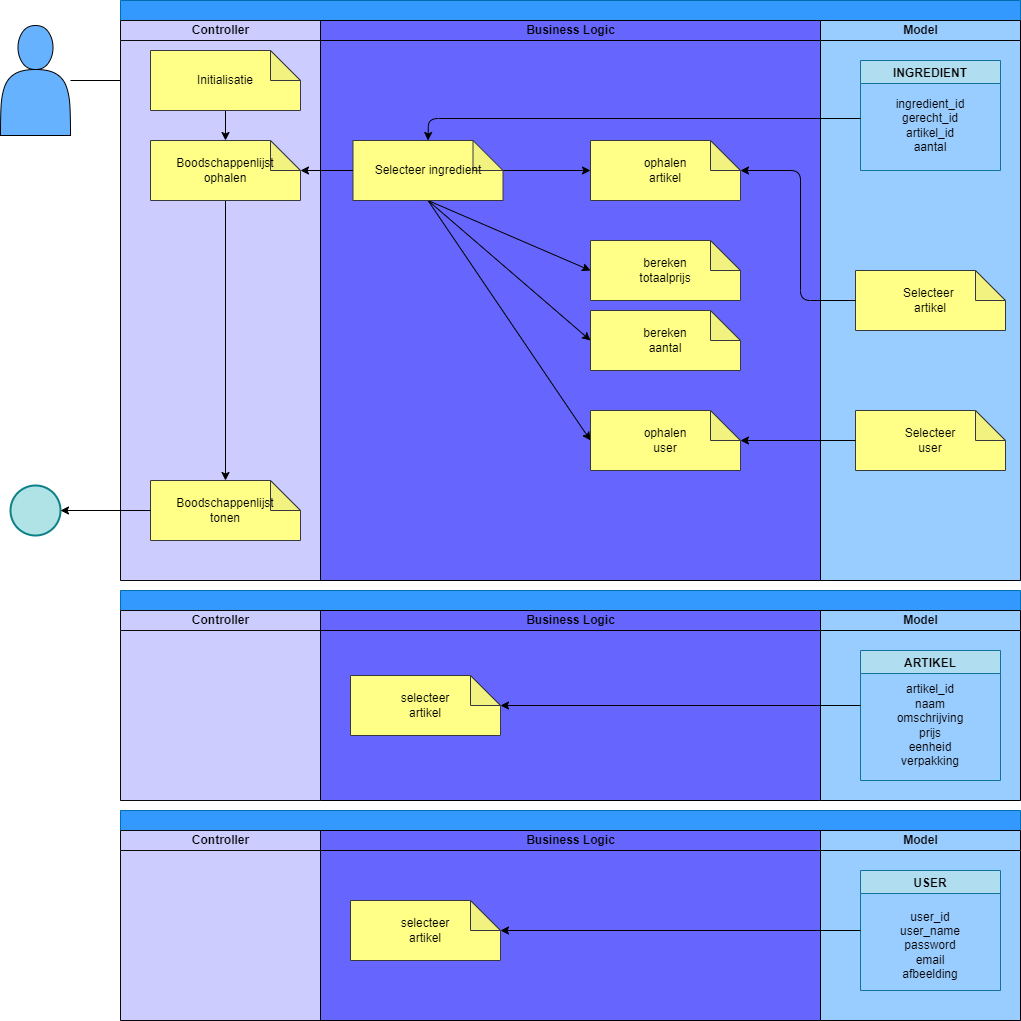 Controller
Business Logic
Model
Initialisatie
INGREDIENT
ingredient_id
gerecht_id
artikel_id
aantal
Boodschappenlijst
ophalen
Selecteer ingredient
ophalen
artikel
bereken
totaalprijs
Selecteer
artikel
bereken
aantal
ophalen
user
Selecteer
user
Boodschappenlijst
tonen
Controller
Business Logic
Model
ARTIKEL
artikel_id
naam
omschrijving
prijs
eenheid
verpakking
selecteer
artikel
Controller
Business Logic
Model
USER
user_id
user_name
password
email
afbeelding
selecteer
artikel